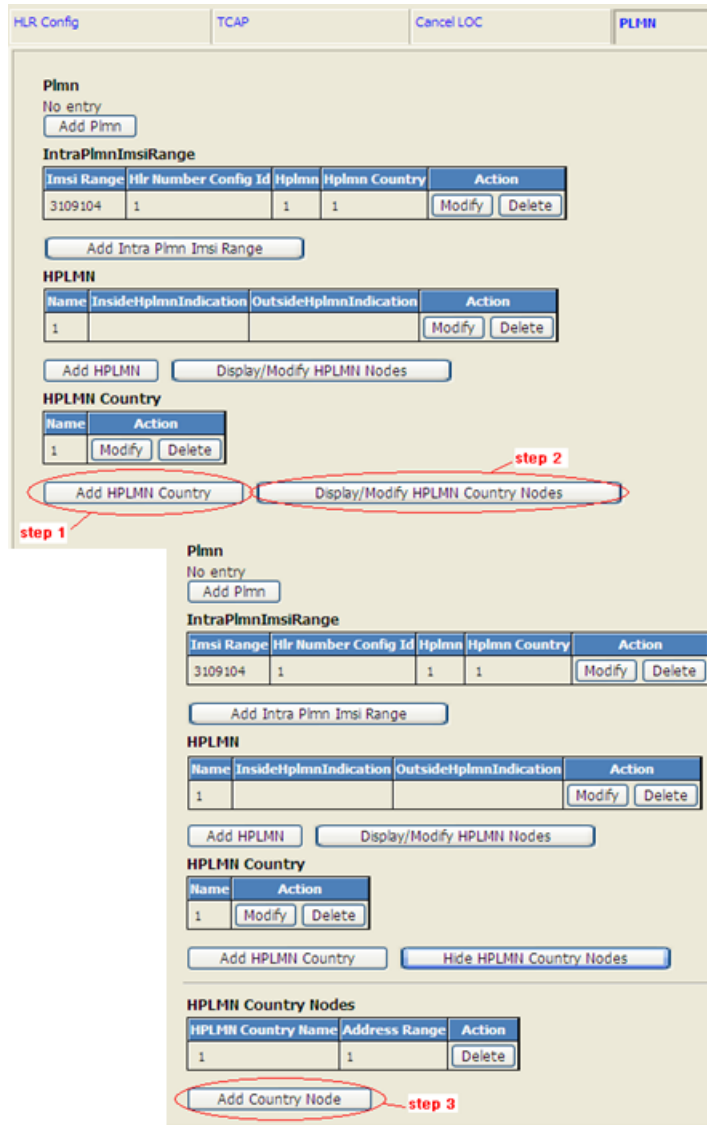 HLR Config TCAP Cancel LOC PLMN
Plmn
No entry
Add Plmn
IntraPlmnImsiRange
Imsi Range Hlr Number Config Id Hplmn Hplmn Country Action
3109104 1 1 1 Modify Delete
Add Intra Plmn Imsi Range
HPLMN
Name InsideHplmnIndication OutsideHplmnIndication Action
1 Modify Delete
Add HPLMN Display/Modify HPLMN Nodes
HPLMN Country
Name Action
1 Modify Delete
step 2
Add HPLMN Country Display/Modify HPLMN Country Nodes
step 1
Plmn
No entry
Add Plmn
IntraPlmnImsiRange
Imsi Range Hlr Number Config Id Hplmn Hplmn Country Action
3109104 1 1 1 Modify Delete
Add Intra Plmn Imsi Range
HPLMN
Name InsideHplmnIndication OutsideHplmnIndication Action
1 Modify Delete
Add HPLMN Display/Modify HPLMN Nodes
HPLMN Country
Name Action
1 Modify Delete
Add HPLMN Country Hide HPLMN Country Nodes
HPLMN Country Nodes
HPLMN Country Name Address Range Action
1 1 Delete
Add Country Node
step 3